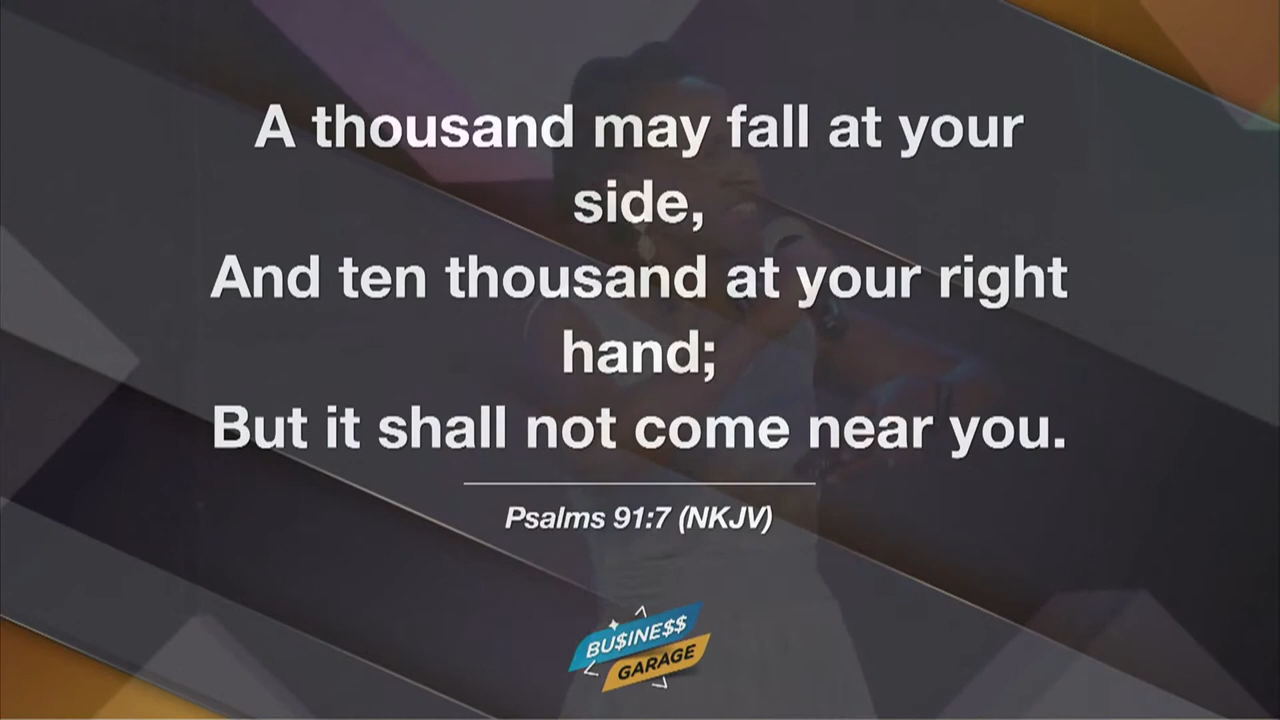 A thousand may fall at your
side,
And ten thousand at your right
hand;
But it shall not come near you.
Psalms 91:7 (NKJV)
BU$INE$$
GARAGE